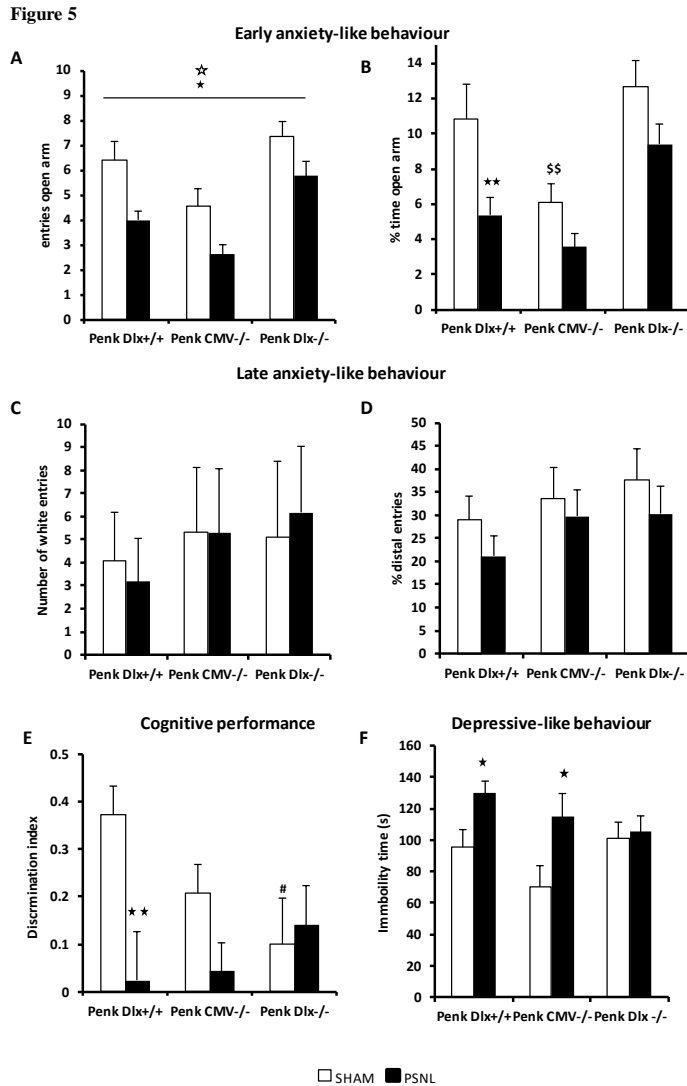 Figure 5
Early anxiety-like behaviour
A
10
9
8
7
6
5
4
3
2
1
0
entries open arm
☆
★
Penk Dlx+/+ Penk CMV-/- Penk Dlx-/-
B
14
12
10
8
6
4
2
0
% time open arm
★★
$$
Penk Dlx+/+ Penk CMV-/- Penk Dlx-/-
Late anxiety-like behaviour
C
10
9
8
7
6
5
4
3
2
1
0
Number of white entries
Penk Dlx+/+ Penk CMV-/- Penk Dlx-/-
D
50
45
40
35
30
25
20
15
10
5
0
% distal entries
Penk Dlx+/+ Penk CMV-/- Penk Dlx-/-
Cognitive performance
E
0.5
0.4
0.3
0.2
0.1
0
Discrmination index
★★
#
Penk Dlx+/+ Penk CMV-/- Penk Dlx-/-
Depressive-like behaviour
F
160
140
120
100
80
60
40
20
0
Immboility time (s)
★
★
Penk Dlx+/+ Penk CMV-/- Penk Dlx -/-
SHAM PSNL